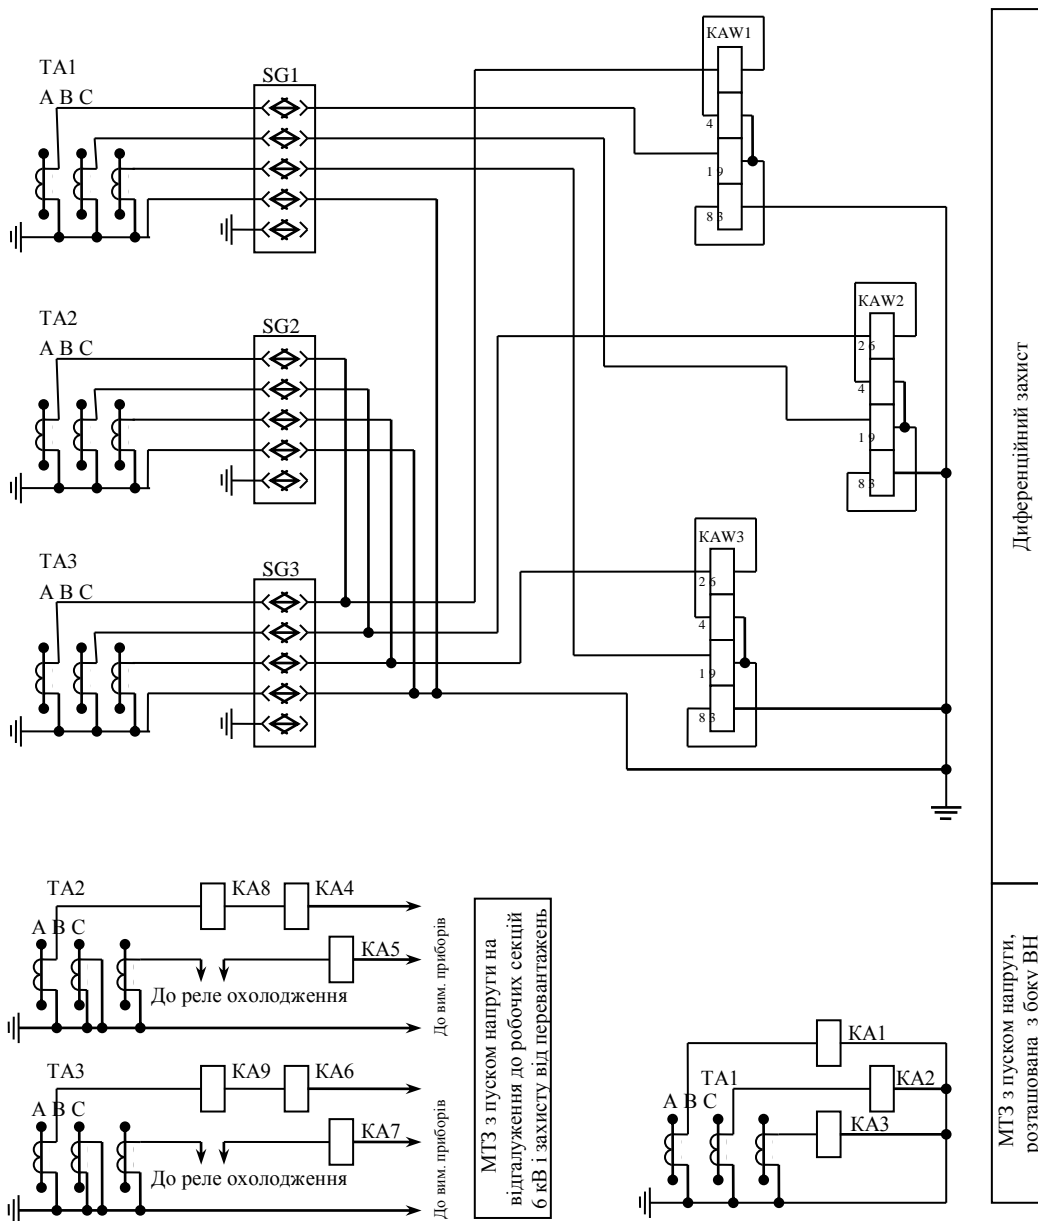 KAW1
TA1
SG1
A B C
4
1 9
8 3
KAW2
TA2
SG2
A B C
2 6
4
1 9
8 3
Диференційний захист
KAW3
TA3
SG3
A B C
2 6
4
1 9
8 3
TA2
KA8
KA4
A B C
KA5
До реле охолодження
До вим. приборів
TA3
KA9
KA6
A B C
KA7
До реле охолодження
До вим. приборів
МТЗ з пуском напруги на
відгалуження до робочих секцій
6 кВ і захисту від перевантажень
KA1
TA1
KA2
A B C
KA3
МТЗ з пуском напруги,
розташована з боку ВН